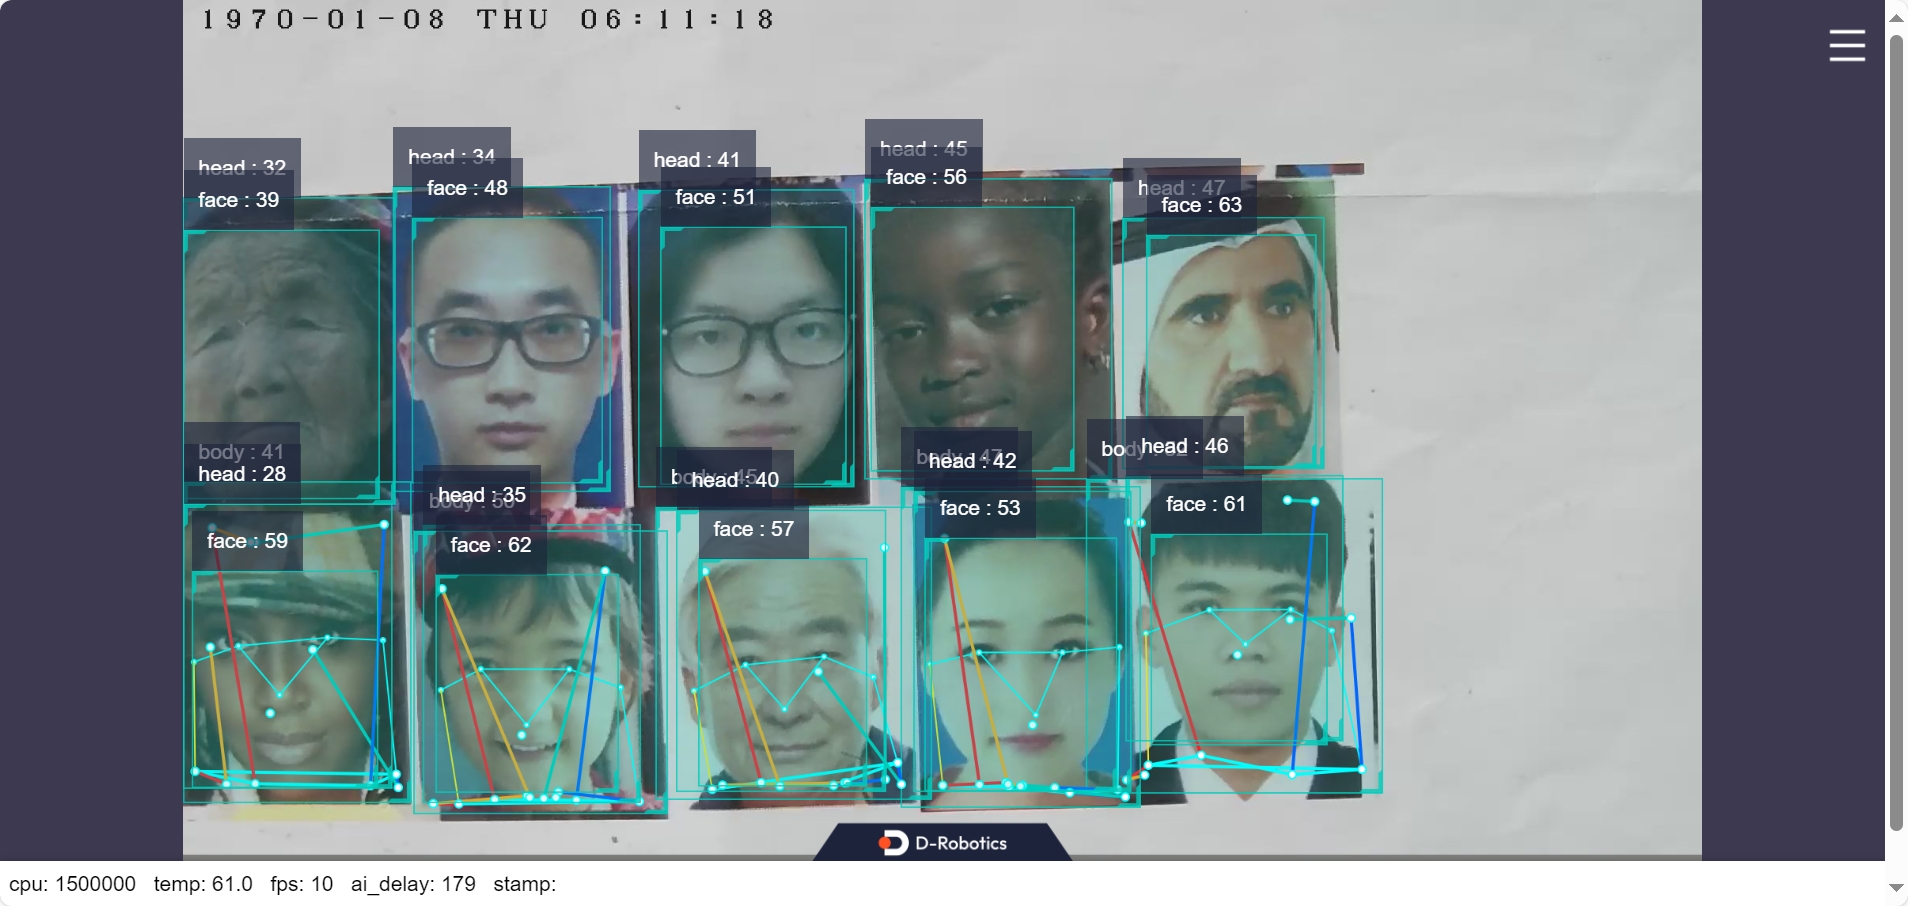 1970-01-08 THU 06:11:18
head : 32
head : 34
head : 41
head : 45
head : 47
face : 39
face : 48
face : 51
face : 56
face : 63
body : 41
head : 28
head : 35
head : 40
head : 42
head : 46
face : 59
face : 62
face : 57
face : 53
face : 61
D-Robotics
cpu: 1500000 temp: 61.0 fps: 10 ai_delay: 179 stamp: